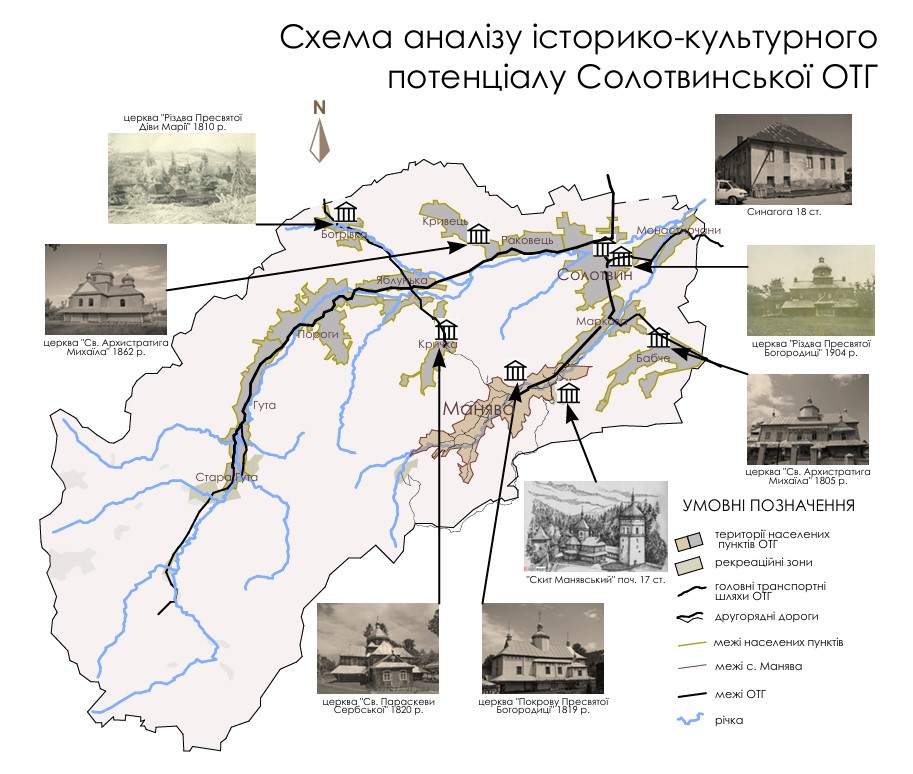 Схема аналізу історико-культурного
потенціалу Солотвинської ОТГ
N
церква "Різдва Пресвятої
Діви Марії" 1810 р.
Синагога 18 ст.
Богрівка
Кривець
Раковець
Монастирчани
Солотвин
Яблунька
церква "Св. Архистратига
Михаїла" 1862 р.
Пороги
Кричка
Маркова
Бабче
церква "Різдва Пресвятої
Богородиці" 1904 р.
Гута
Манява
Стара Гута
церква "Св. Архистратига
Михаїла" 1805 р.
"Скит Манявський" поч. 17 ст.
церква "Св. Параскеви
Сербської" 1820 р.
церква "Покрову Пресвятої
Богородиці" 1819 р.
УМОВНІ ПОЗНАЧЕННЯ
території населених
пунктів ОТГ
рекреаційні зони
головні транспортні
шляхи ОТГ
другорядні дороги
межі населених пунктів
межі с. Манява
межі ОТГ
річка